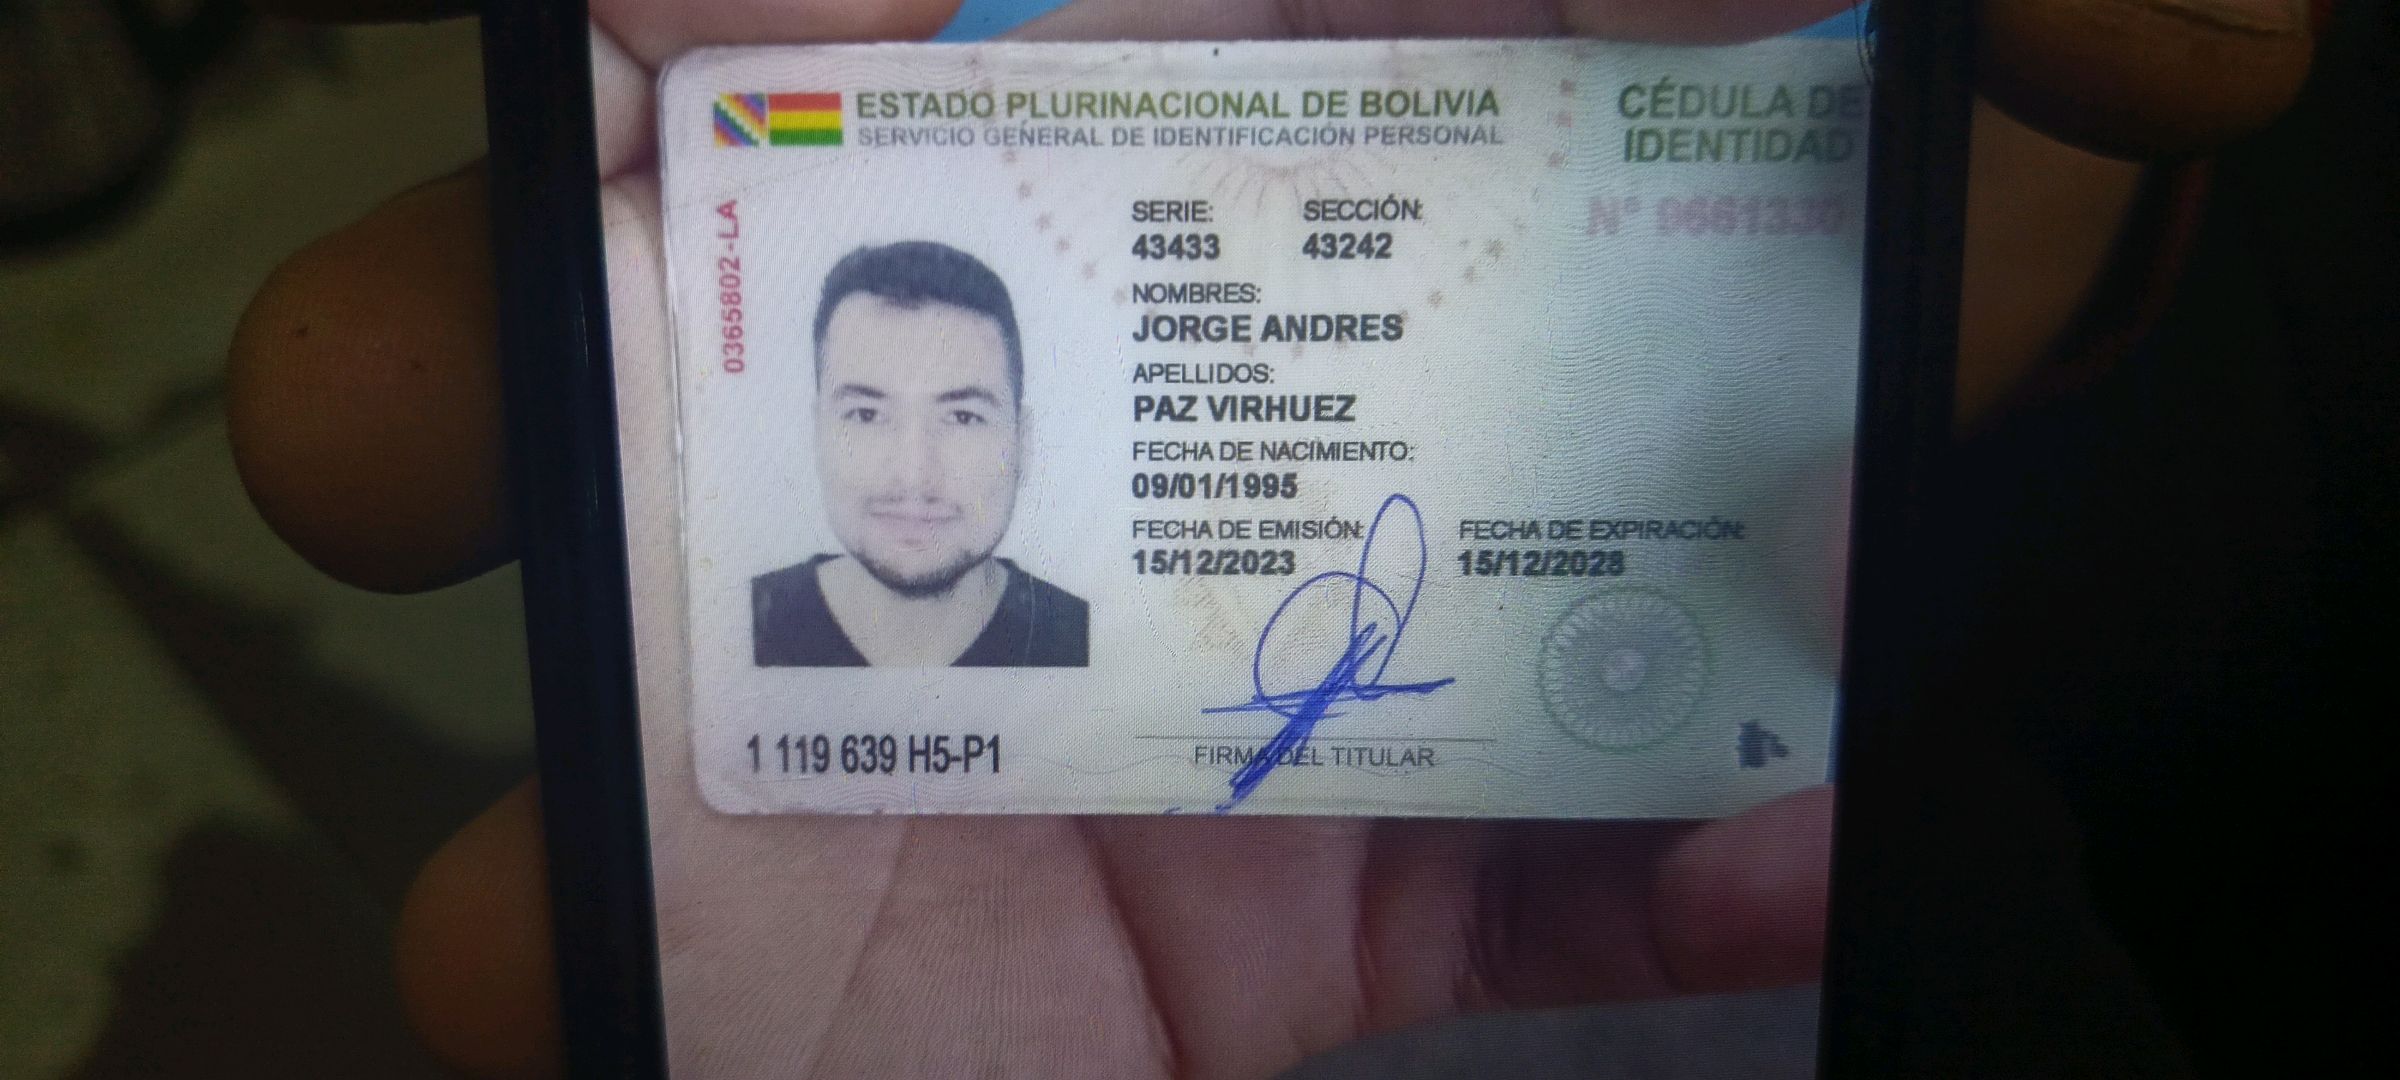 ESTADO PLURINACIONAL DE BOLIVIA
SERVICIO GENERAL DE IDENTIFICACIÓN PERSONAL
CÉDULA DE
IDENTIDAD
Nº
0365802-LA
SERIE: SECCIÓN:
43433 43242
NOMBRES:
JORGE ANDRES
APELLIDOS:
PAZ VIRHUEZ
FECHA DE NACIMIENTO:
09/01/1995
FECHA DE EMISIÓN: FECHA DE EXPIRACIÓN:
15/12/2023 15/12/2028
1 119 639 H5-P1
FIRMA DEL TITULAR